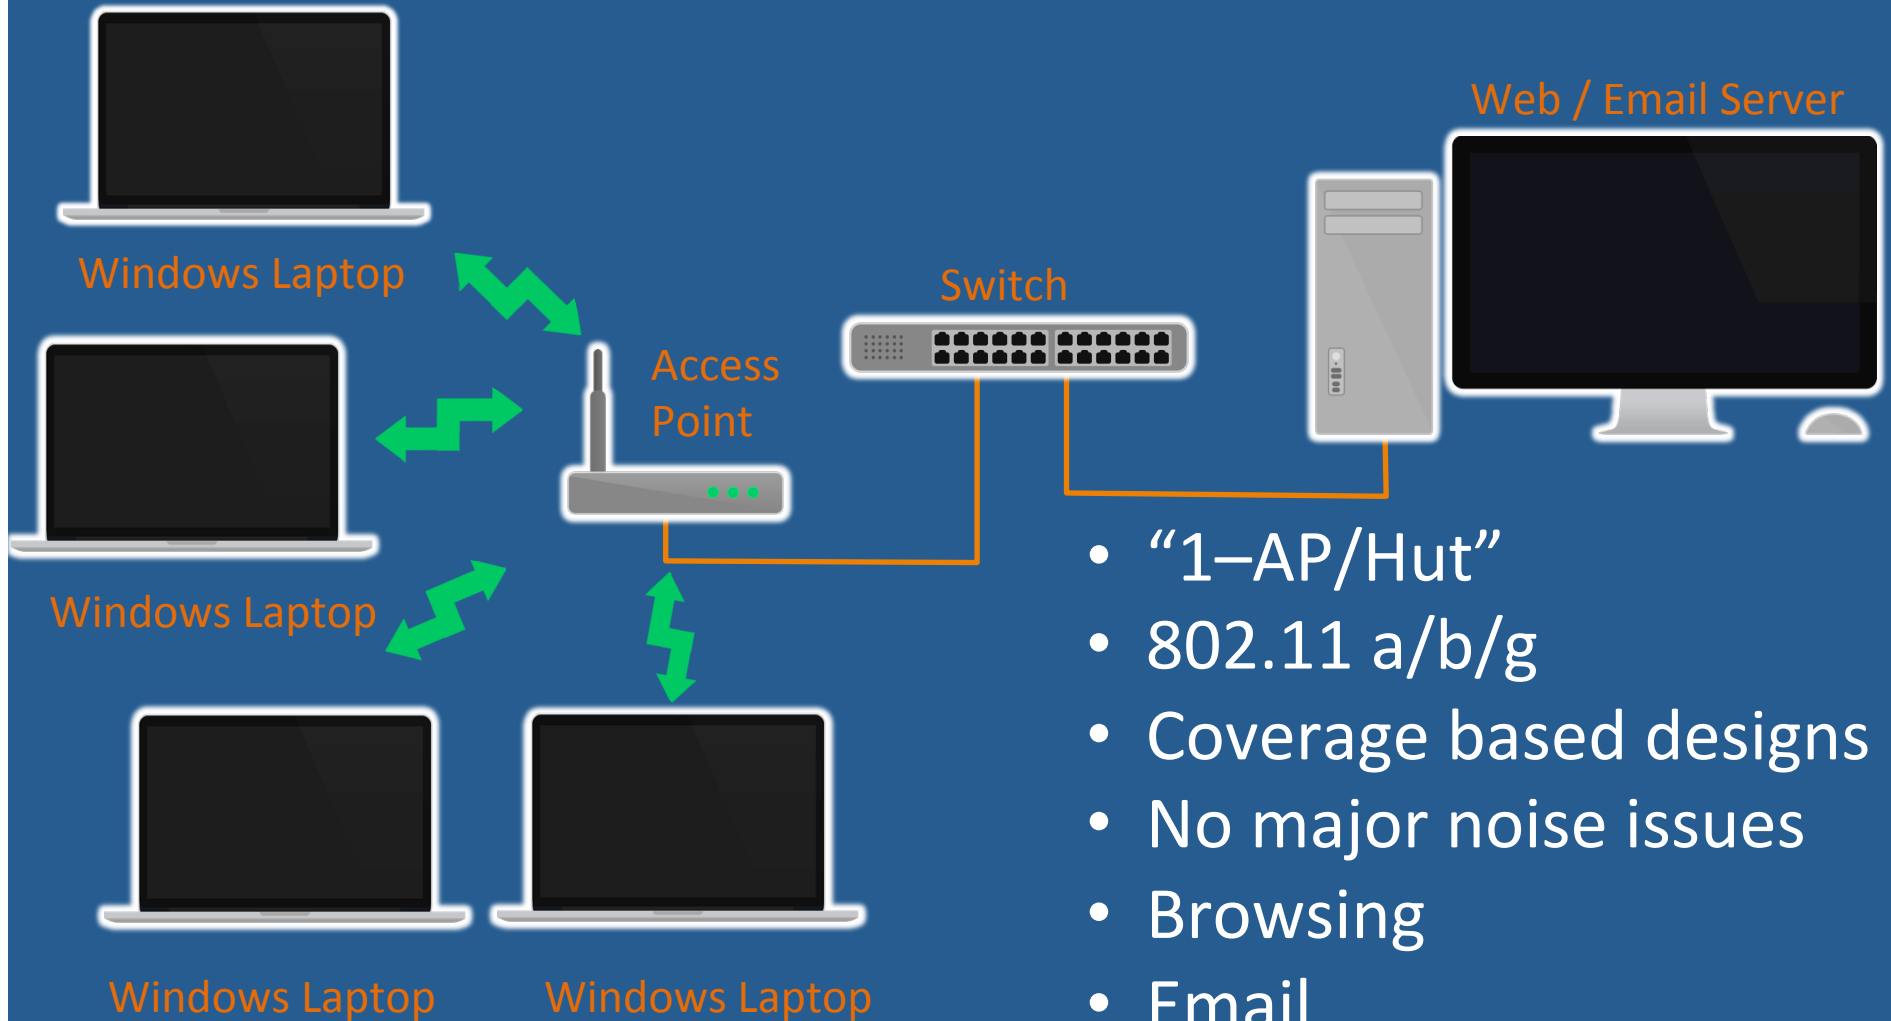 Web / Email Server
Windows Laptop
Switch
Access
Point
Windows Laptop
Windows Laptop
Windows Laptop
• “1–AP/Hut”
• 802.11 a/b/g
• Coverage based designs
• No major noise issues
• Browsing
• Email